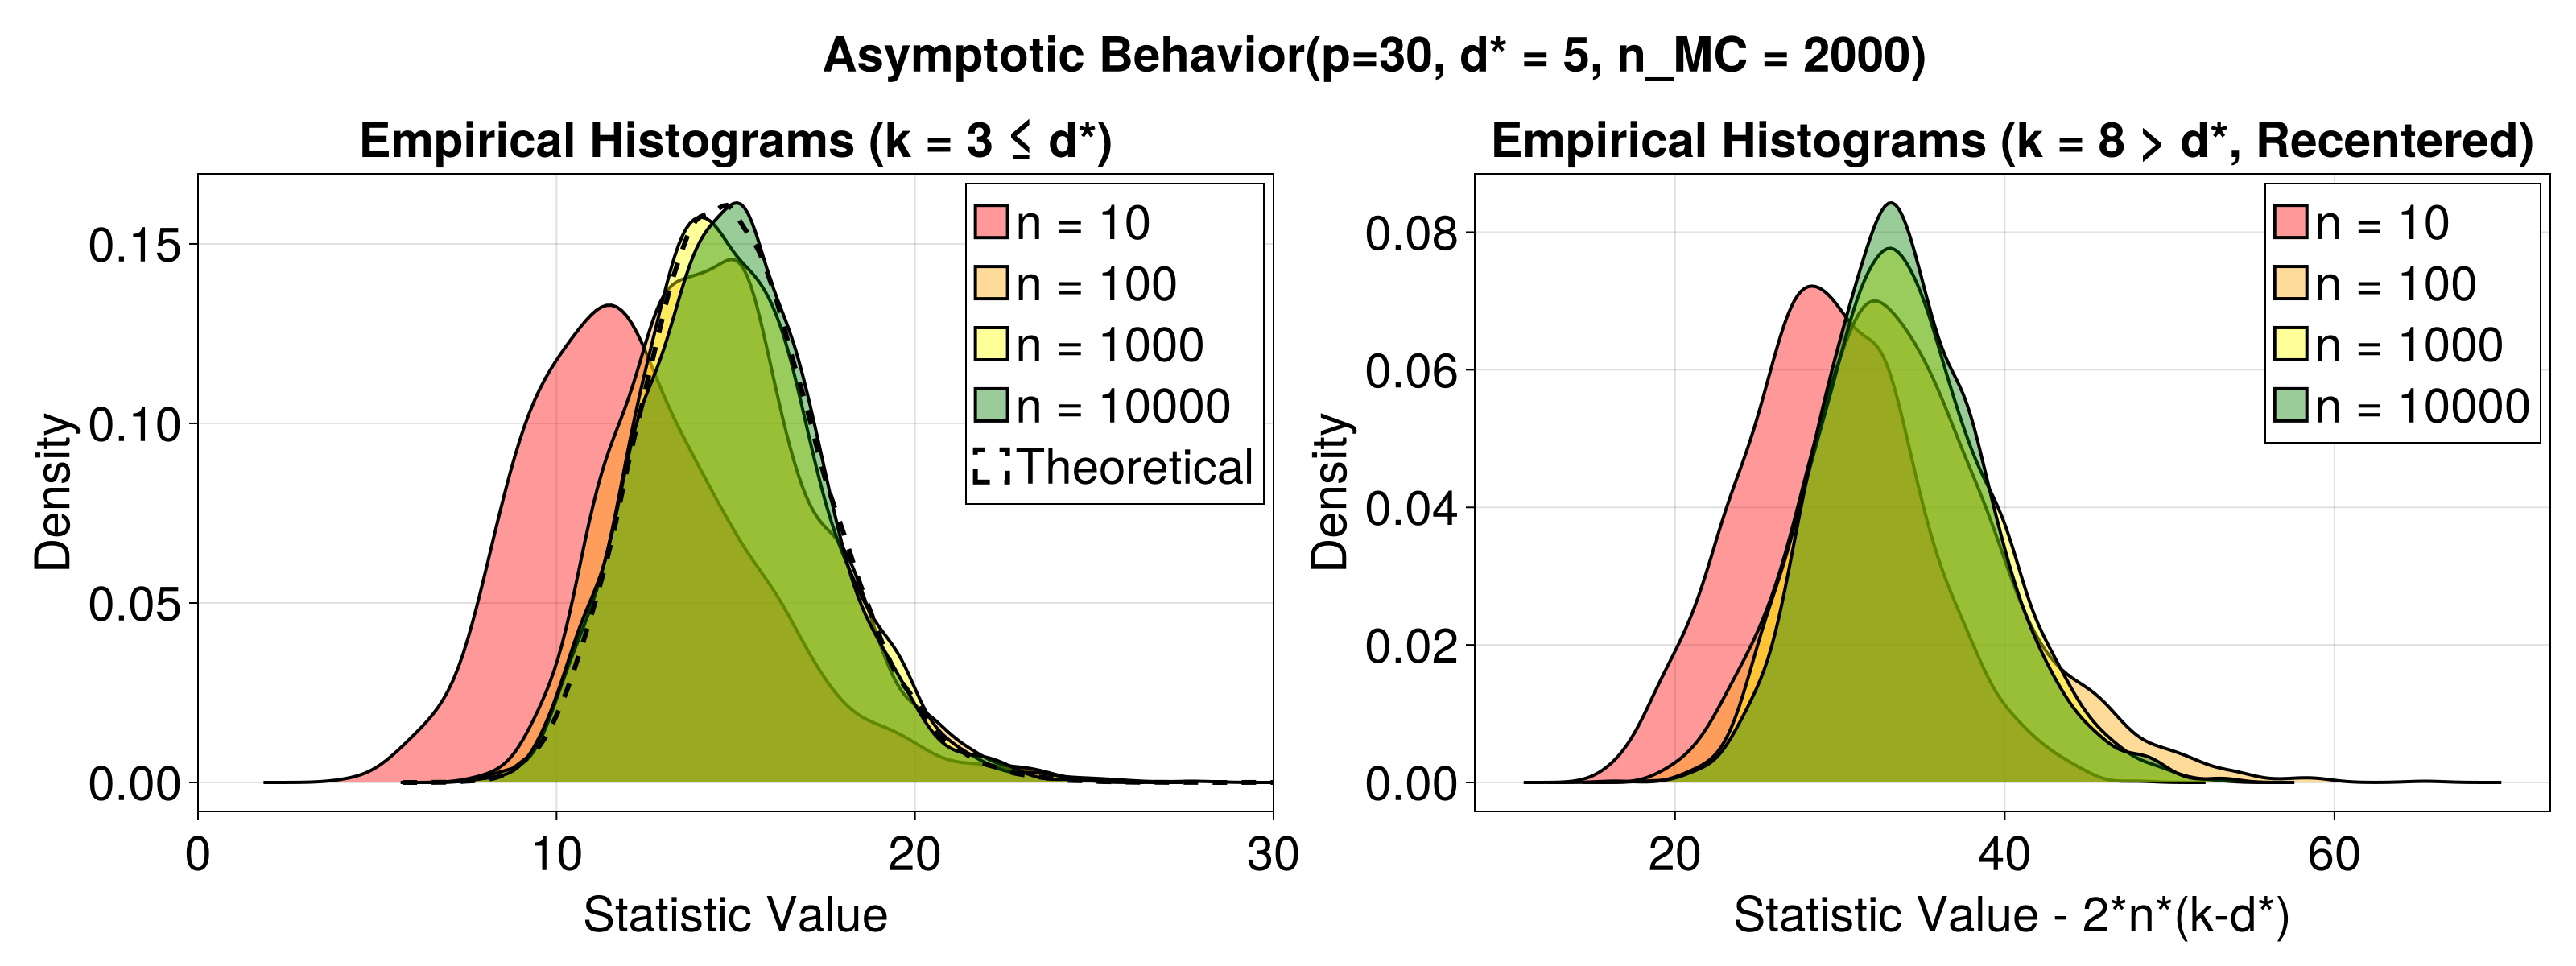 Asymptotic Behavior(p=30, d* = 5, n_MC = 2000)
Empirical Histograms (k = 3 ≤ d*)
Density
0.15
0.10
0.05
0.00
0
10
20
30
Statistic Value
n = 10
n = 100
n = 1000
n = 10000
Theoretical
Empirical Histograms (k = 8 > d*, Recentered)
Density
0.08
0.06
0.04
0.02
0.00
20
40
60
Statistic Value - 2*n*(k-d*)
n = 10
n = 100
n = 1000
n = 10000